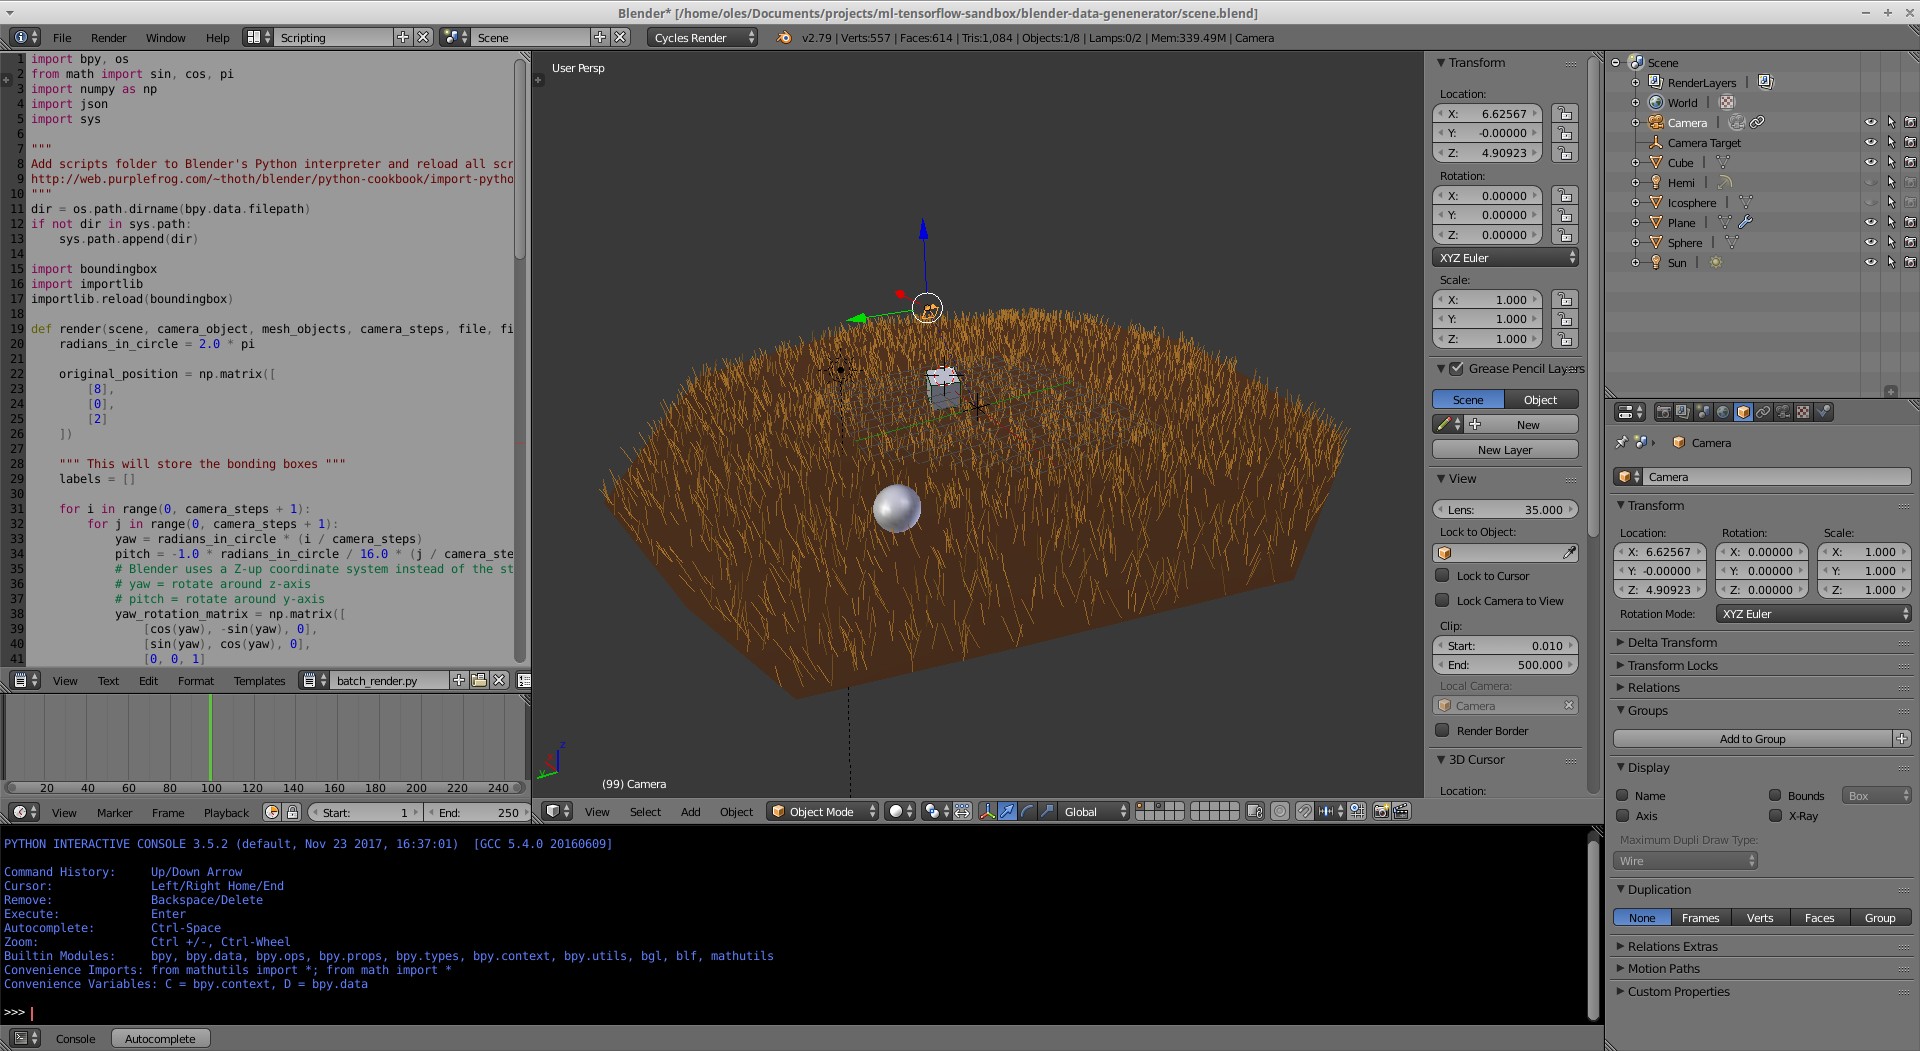 Blender* [/home/oles/Documents/projects/ml-tensorflow-sandbox/blender-data-genenerator/scene.blend]
File Render Window Help Scripting Scene Cycles Render v2.79 | Verts:557 | Faces:614 | Tris:1,084 | Objects:1/8 | Lamps:0/2 | Mem:339.49M | Camera
1 import bpy, os
2 from math import sin, cos, pi
3 import numpy as np
4 import json
5 import sys
6
7 """
8 Add scripts folder to Blender's Python interpreter and reload all scr
9 http://web.purplefrog.com/~thoth/blender/python-cookbook/import-pytho
10 """
11 dir = os.path.dirname(bpy.data.filepath)
12 if not dir in sys.path:
13 sys.path.append(dir)
14
15 import boundingbox
16 import importlib
17 importlib.reload(boundingbox)
18
19 def render(scene, camera_object, mesh_objects, camera_steps, file, fi
20 radians_in_circle = 2.0 * pi
21
22 original_position = np.matrix([
23 [8],
24 [0],
25 [2]
26 ])
27
28 """ This will store the bonding boxes """
29 labels = []
30
31 for i in range(0, camera_steps + 1):
32 for j in range(0, camera_steps + 1):
33 yaw = radians_in_circle * (i / camera_steps)
34 pitch = -1.0 * radians_in_circle / 16.0 * (j / camera_ste
35 # Blender uses a Z-up coordinate system instead of the st
36 # yaw = rotate around z-axis
37 # pitch = rotate around y-axis
38 yaw_rotation_matrix = np.matrix([
39 [cos(yaw), -sin(yaw), 0],
40 [sin(yaw), cos(yaw), 0],
41 [0, 0, 1]
View Text Edit Format Templates batch_render.py
20 40 60 80 100 120 140 160 180 200 220 240
View Marker Frame Playback Start: 1 End: 250
User Persp
z
y
(99) Camera
View Select Add Object Object Mode Global
Transform
Location:
X: 6.62567
Y: -0.00000
Z: 4.90923
Rotation:
X: 0.00000
Y: 0.00000
Z: 0.00000
XYZ Euler
Scale:
X: 1.000
Y: 1.000
Z: 1.000
Grease Pencil Layers
Scene Object
New
New Layer
View
Lens: 35.000
Lock to Object:
Lock to Cursor
Lock Camera to View
Clip:
Start: 0.010
End: 500.000
Local Camera:
Camera
Render Border
3D Cursor
Location:
Scene
RenderLayers
World
Camera
Camera Target
Cube
Hemi
Icosphere
Plane
Sphere
Sun
Camera
Camera
Transform
Location: Rotation: Scale:
X: 6.62567 X: 0.00000 X: 1.000
Y: -0.00000 Y: 0.00000 Y: 1.000
Z: 4.90923 Z: 0.00000 Z: 1.000
Rotation Mode: XYZ Euler
Delta Transform
Transform Locks
Relations
Groups
Add to Group
Display
Name Bounds Box
Axis X-Ray
Maximum Dupli Draw Type:
Wire
Duplication
None Frames Verts Faces Group
Relations Extras
Motion Paths
Custom Properties
PYTHON INTERACTIVE CONSOLE 3.5.2 (default, Nov 23 2017, 16:37:01) [GCC 5.4.0 20160609]
Command History: Up/Down Arrow
Cursor: Left/Right Home/End
Remove: Backspace/Delete
Execute: Enter
Autocomplete: Ctrl-Space
Zoom: Ctrl +/-, Ctrl-Wheel
Builtin Modules: bpy, bpy.data, bpy.ops, bpy.props, bpy.types, bpy.context, bpy.utils, bgl, blf, mathutils
Convenience Imports: from mathutils import *; from math import *
Convenience Variables: C = bpy.context, D = bpy.data
>>>
Console Autocomplete